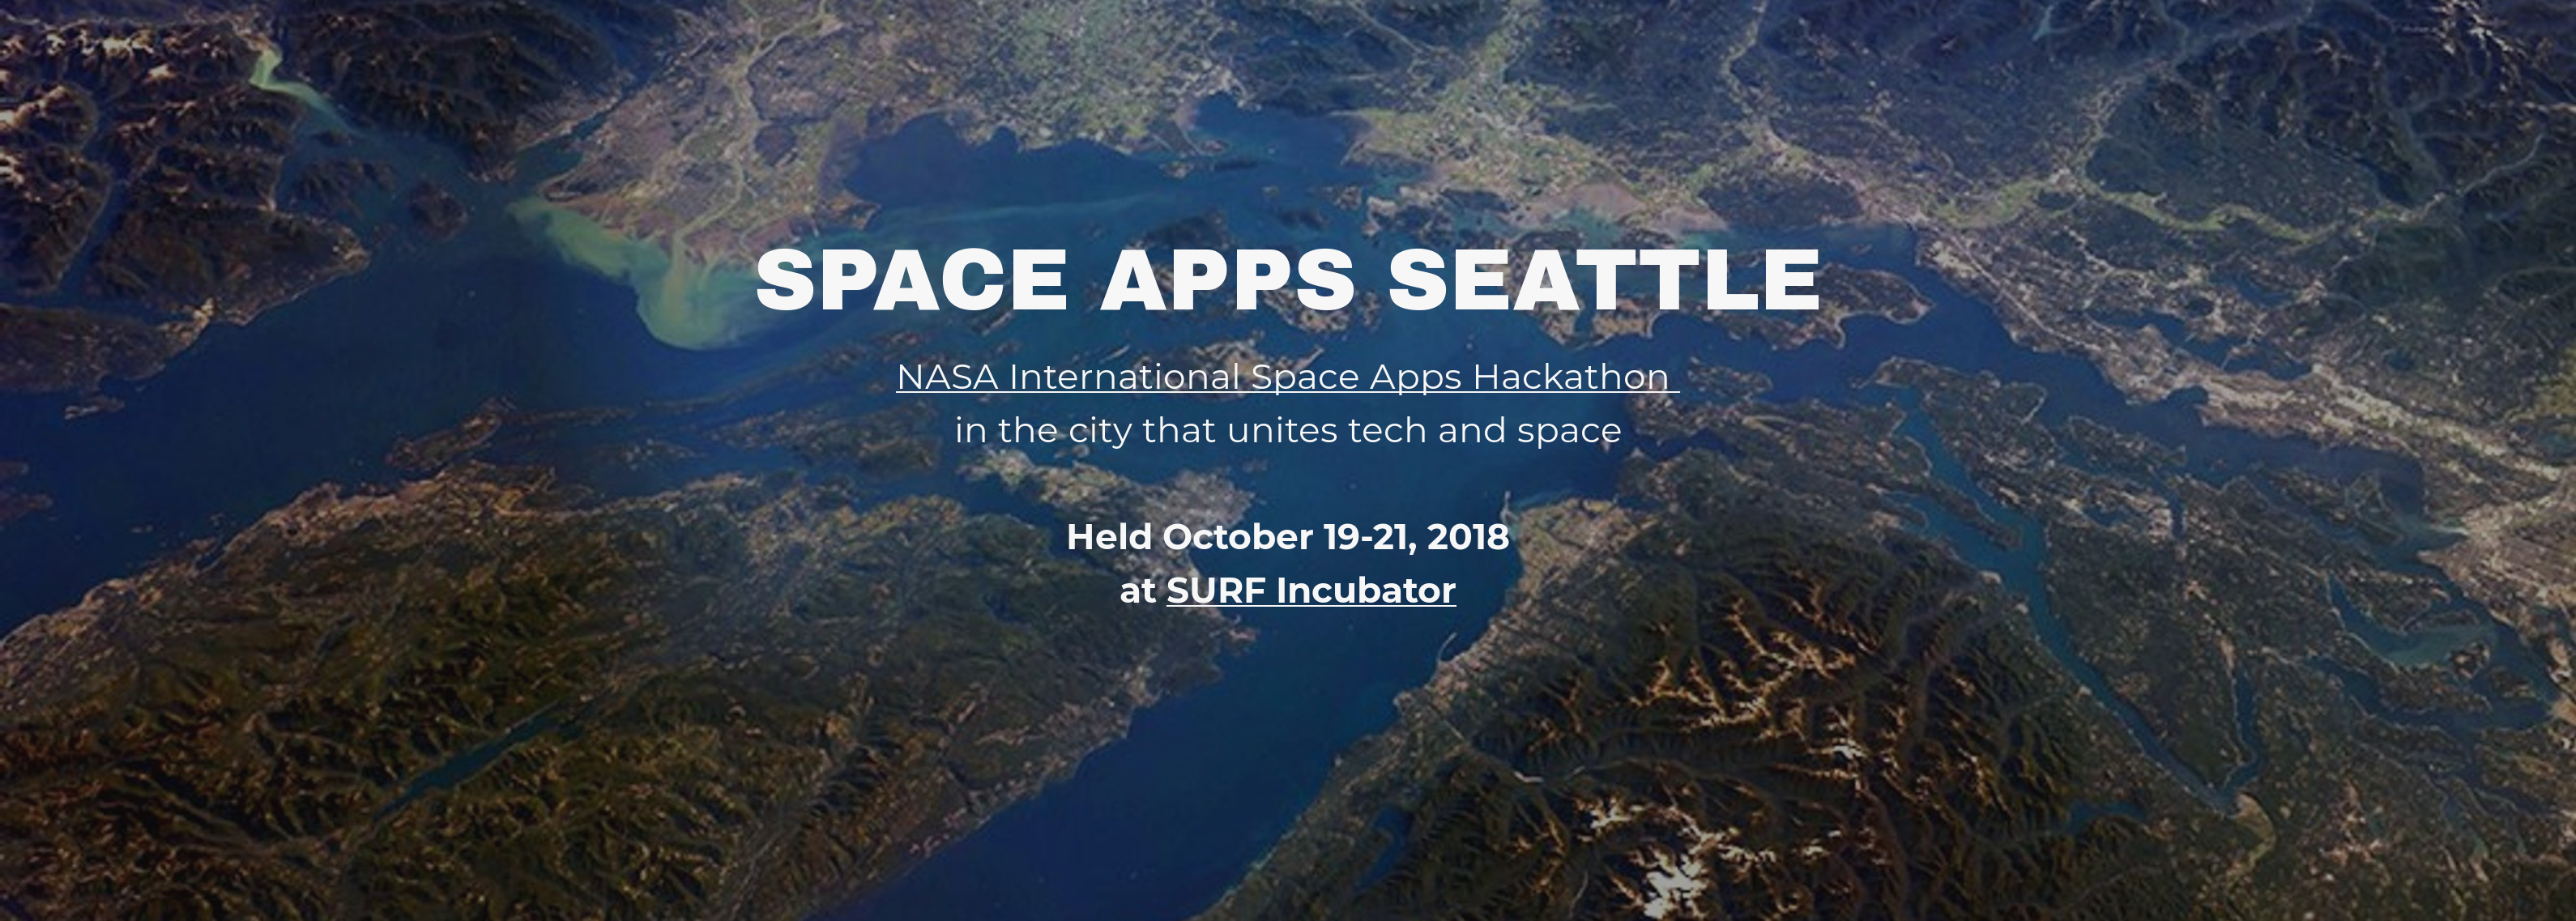 SPACE APPS SEATTLE
NASA International Space Apps Hackathon
in the city that unites tech and space
Held October 19-21, 2018
at SURF Incubator